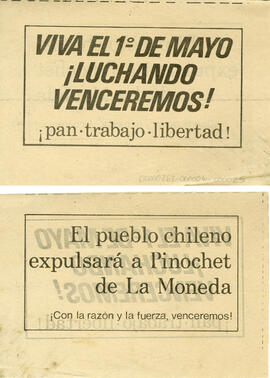 VIVA EL 1º DE MAYO
¡LUCHANDO
VENCEREMOS!
¡pan·trabajo·libertad!
El pueblo chileno
expulsará a Pinochet
de La Moneda
¡Con la razón y la fuerza, venceremos!